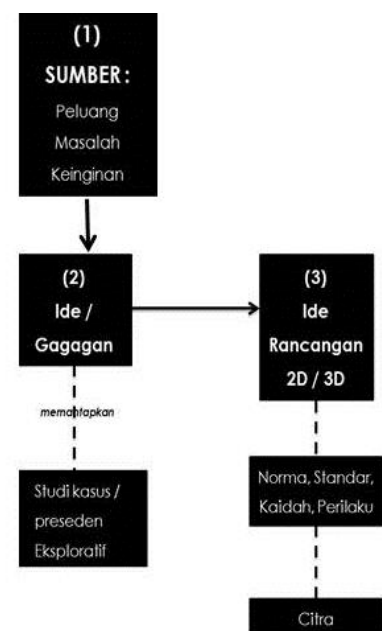 (1)
SUMBER :
Peluang
Masalah
Keinginan
(2)
Ide /
Gagagan
(3)
Ide
Rancangan
2D / 3D
memantapkan
Studi kasus /
preseden
Eksploratif
Norma, Standar,
Kaidah, Perilaku
Citra